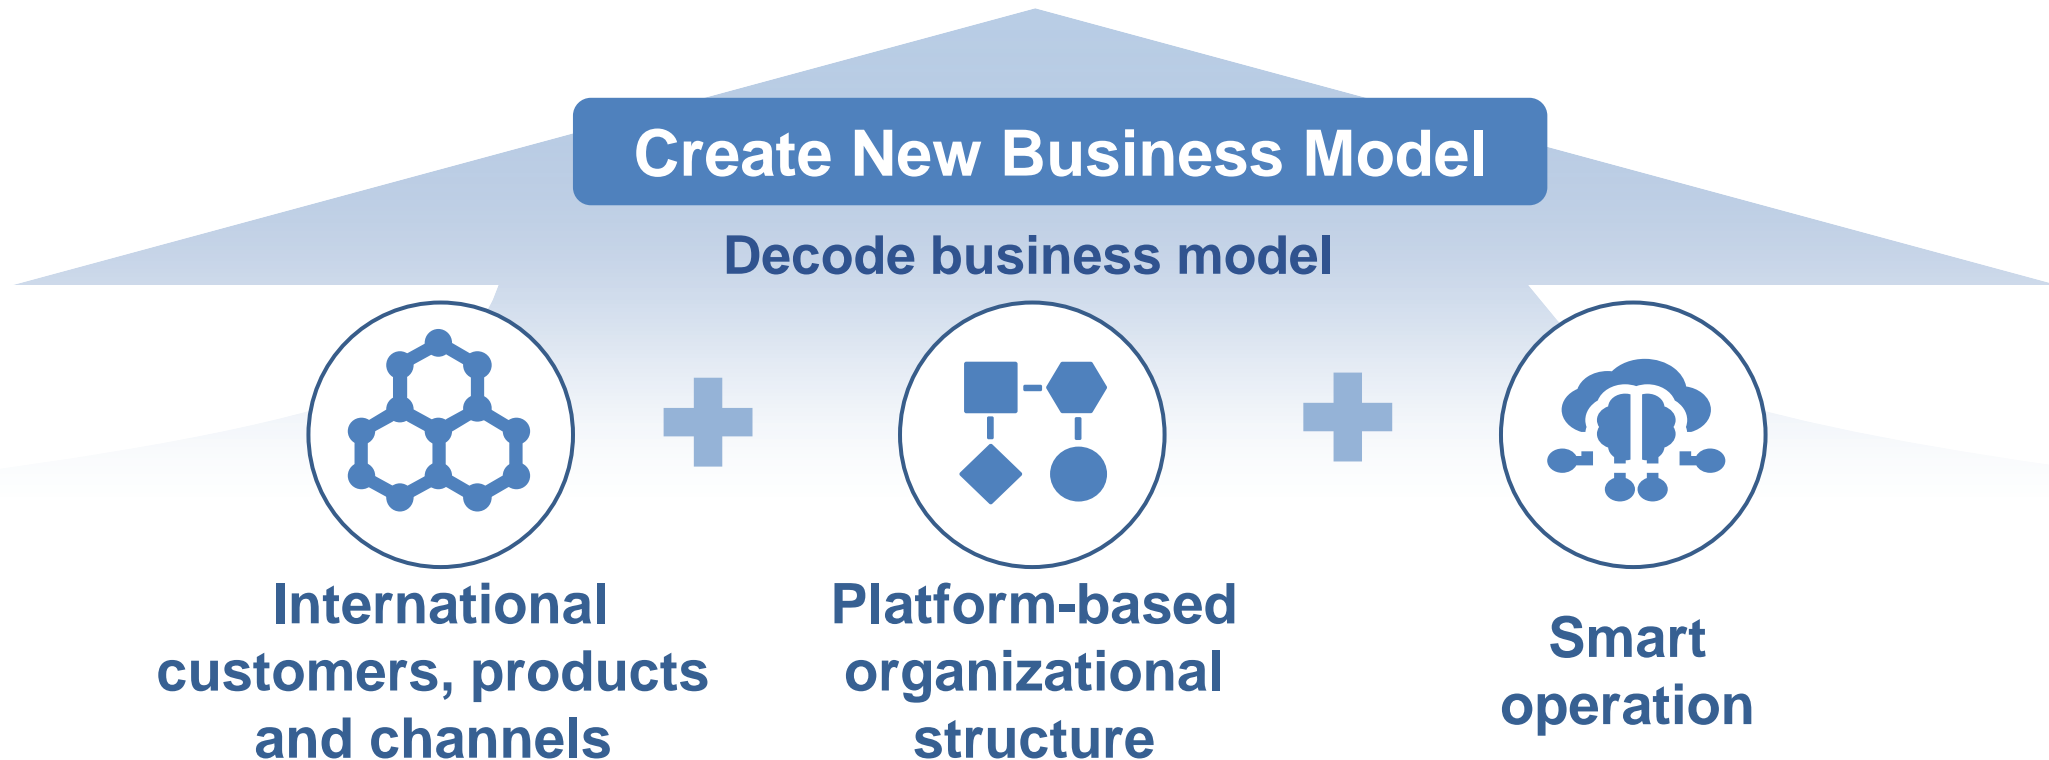 Create New Business Model
Decode business model
International
customers, products
and channels
Platform-based
organizational
structure
Smart
operation